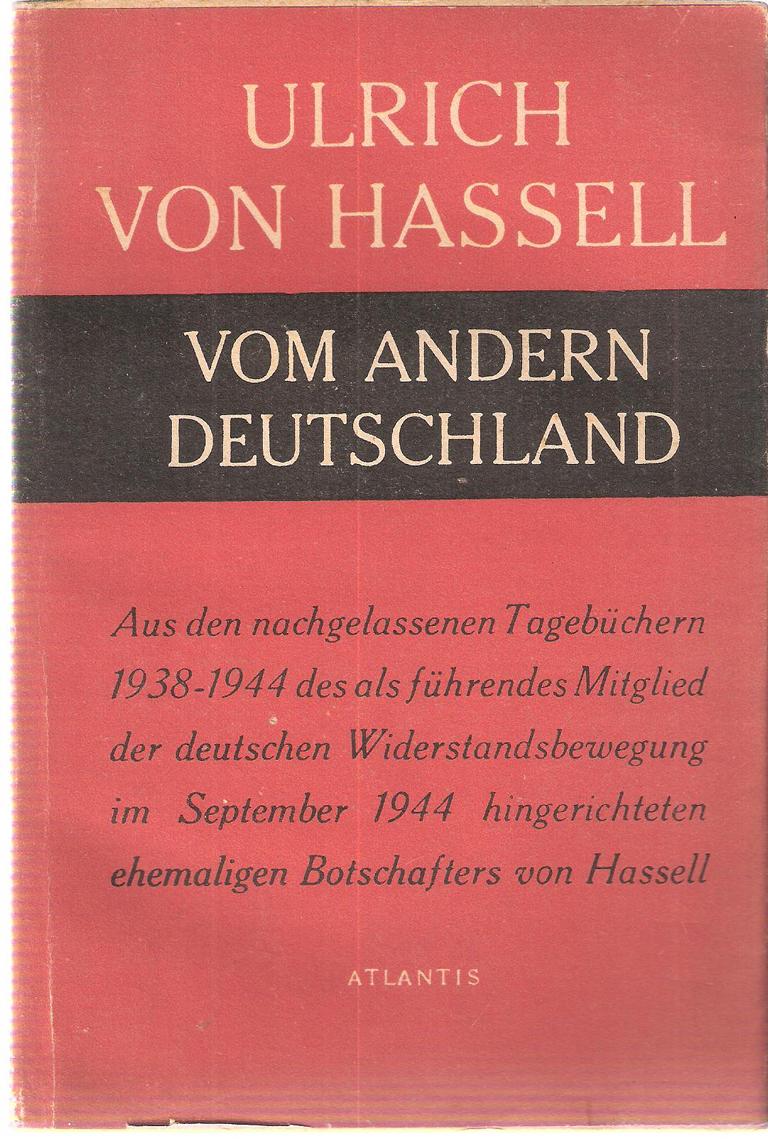 ULRICH
VON HASSELL
VOM ANDERN
DEUTSCHLAND
Aus den nachgelassenen Tagebüchern
1938-1944 des als führendes Mitglied
der deutschen Widerstandsbewegung
im September 1944 hingerichteten
ehemaligen Botschafters von Hassell
ATLANTIS